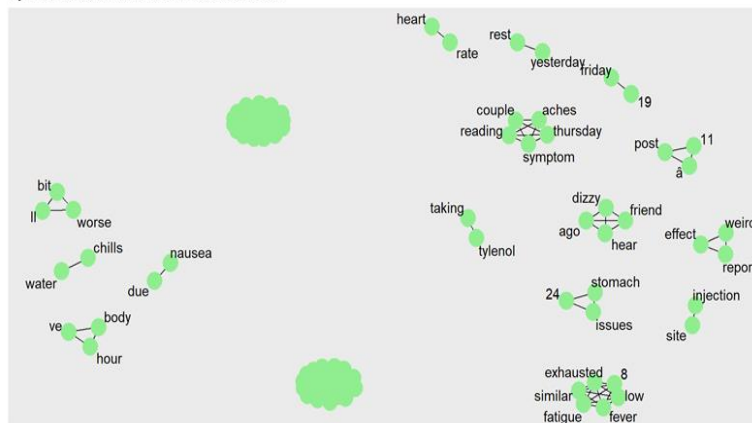 heart
rate
rest
yesterday
friday
19
couple
aches
reading
thursday
symptom
post
11
â
bit
ll
worse
chills
water
nausea
due
ve
body
hour
taking
tylenol
dizzy
friend
ago
hear
effect
weird
report
24
stomach
issues
injection
site
exhausted
8
similar
low
fatigue
fever